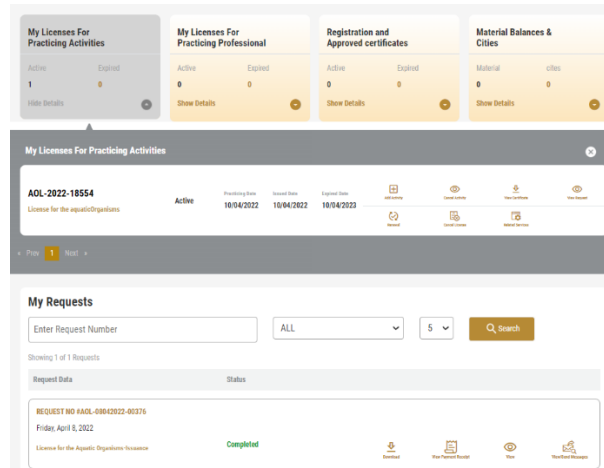 My Licenses For
Practicing Activities
Active Expired
1 0
Hide Details
My Licenses For
Practicing Professional
Active Expired
0 0
Show Details
Registration and
Approved certificates
Active Expired
0 0
Show Details
Material Balances &
Cities
Material cites
0 0
Show Details
My Licenses For Practicing Activities
AOL-2022-18554
License for the aquaticOrganisms
Active
Practicing Date Issued Date Expired Date
10/04/2022 10/04/2022 10/04/2023
Add Activity Cancel Activity View Certificate View Request
Renewal Cancel License Related Services
Prev 1 Next
My Requests
Enter Request Number ALL 5 Search
Showing 1 of 1 Requests
Request Data Status
REQUEST NO #AOL-08042022-00376
Friday, April 8, 2022
License for the Aquatic Organisms-Issuance
Completed
Download View Payment Receipt View View/Send Messages